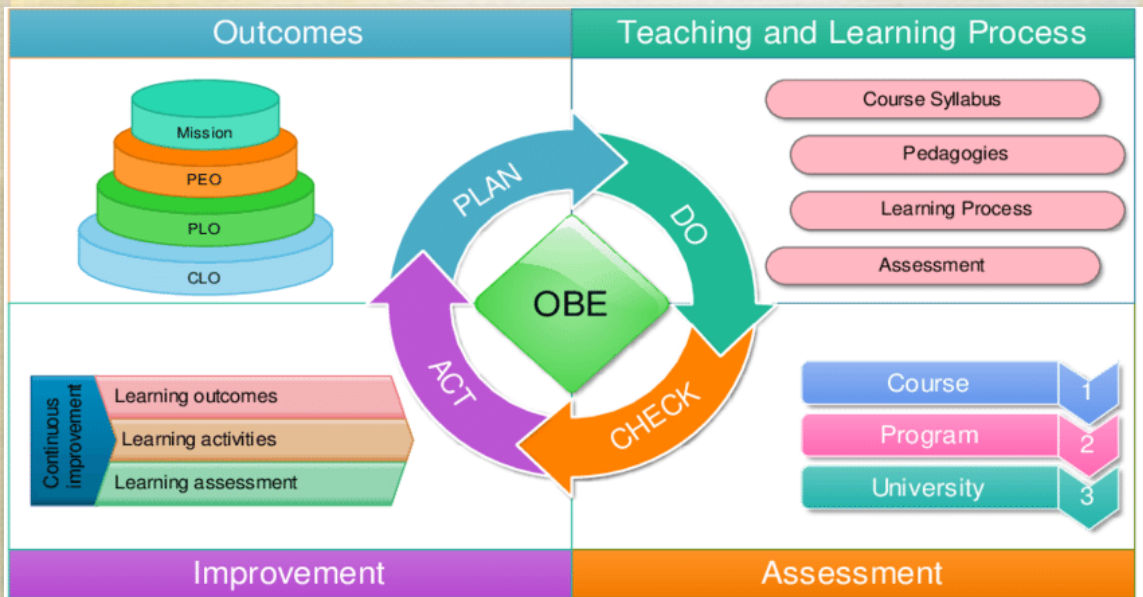 Outcomes
Teaching and Learning Process
Mission
PEO
PLO
CLO
Course Syllabus
Pedagogies
Learning Process
Assessment
PLAN
DO
CHECK
ACT
OBE
Continuous
improvement
Learning outcomes
Learning activities
Learning assessment
Course 1
Program 2
University 3
Improvement
Assessment